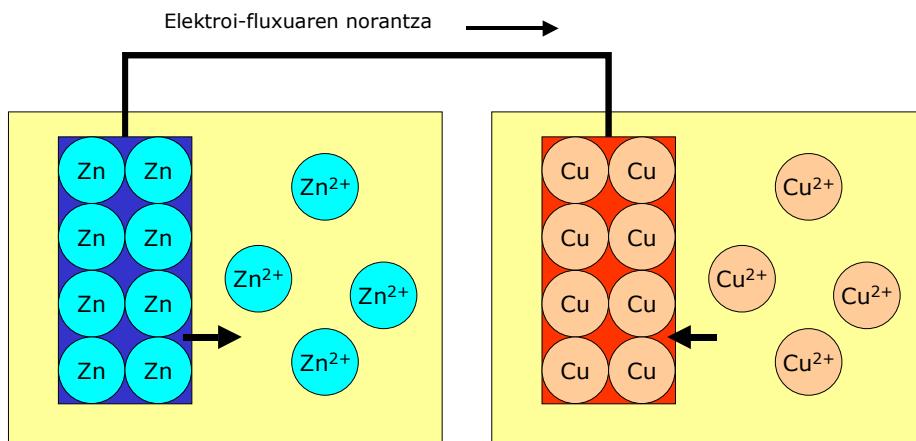 Elektroi-fluxuaren norantza
Zn Zn Cu Cu
Zn Zn Cu Cu
Zn Zn Cu Cu
Zn Zn Cu Cu
Zn²⁺
Zn²⁺
Zn²⁺
Zn²⁺
Cu²⁺
Cu²⁺
Cu²⁺
Cu²⁺